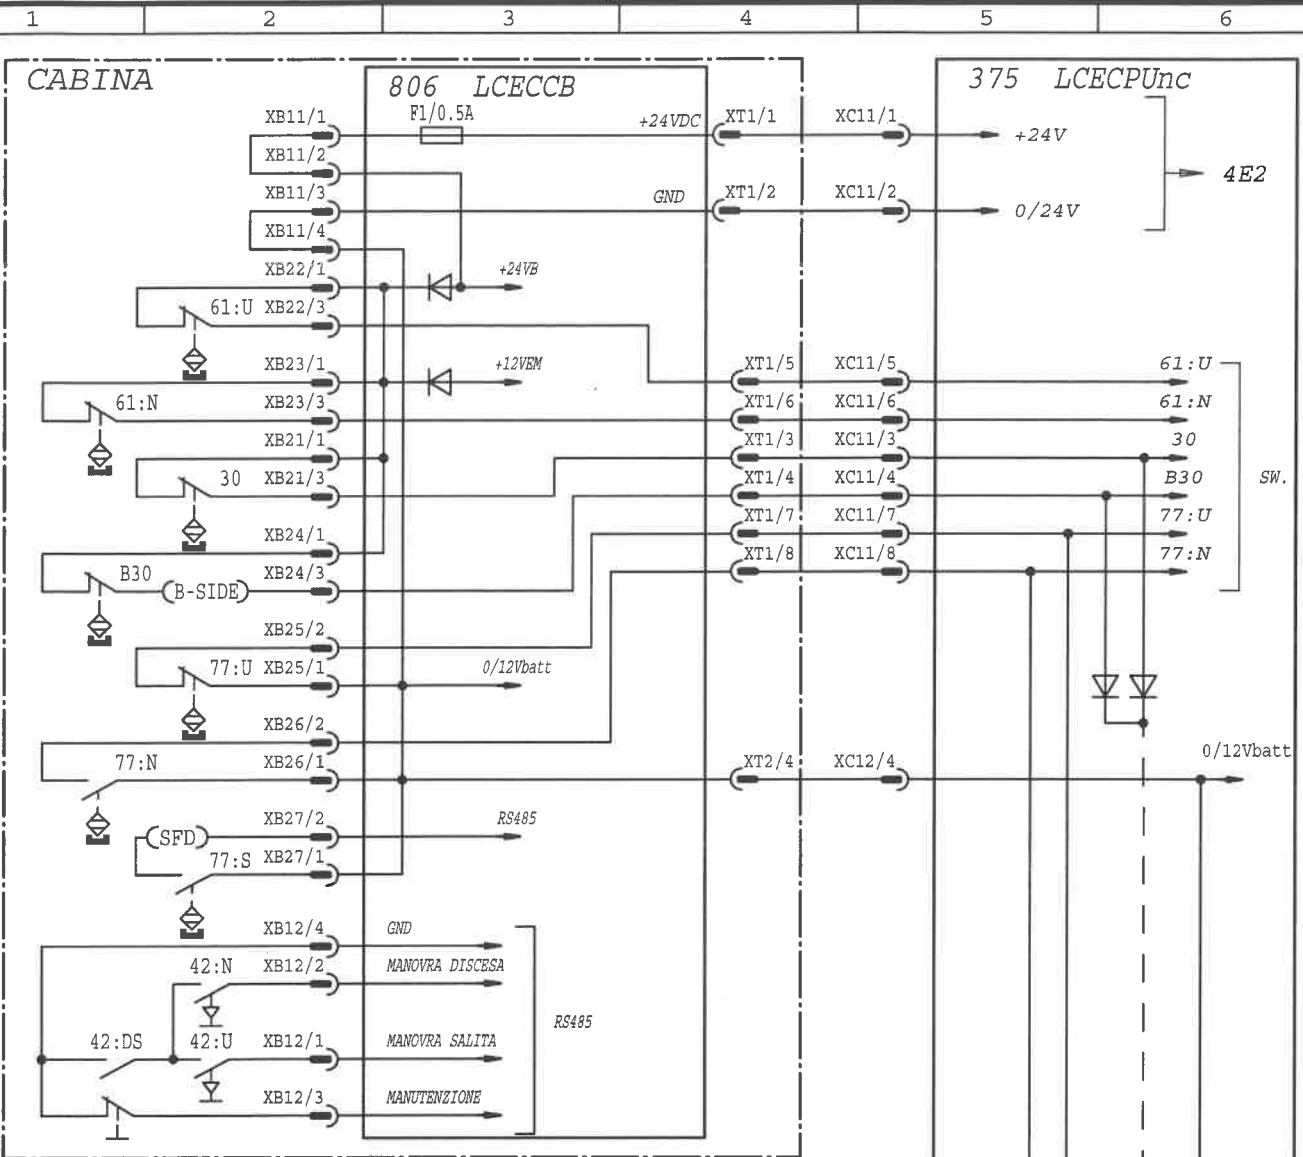 1 2 3 4 5 6
CABINA
806 LCECCB
375 LCECPUnc
F1/0.5A
XB11/1
+24VDC
XT1/1
XC11/1
+24V
XB11/2
4E2
XB11/3
GND
XT1/2
XC11/2
0/24V
XB11/4
XB22/1
+24VB
61:U XB22/3
XB23/1
+12VEM
XT1/5
XC11/5
61:U
61:N
XB23/3
XT1/6
XC11/6
61:N
XB21/1
XT1/3
XC11/3
30
30 XB21/3
XT1/4
XC11/4
B30
SW.
XT1/7
XC11/7
77:U
XB24/1
XT1/8
XC11/8
77:N
B30
(B-SIDE)
XB24/3
XB25/2
77:U XB25/1
0/12Vbatt
XB26/2
77:N
XB26/1
XT2/4
XC12/4
0/12Vbatt
XB27/2
RS485
(SFD)
77:S XB27/1
XB12/4
GND
42:N
XB12/2
MANOVRA DISCESA
RS485
42:DS
42:U
XB12/1
MANOVRA SALITA
XB12/3
MANUTENZIONE